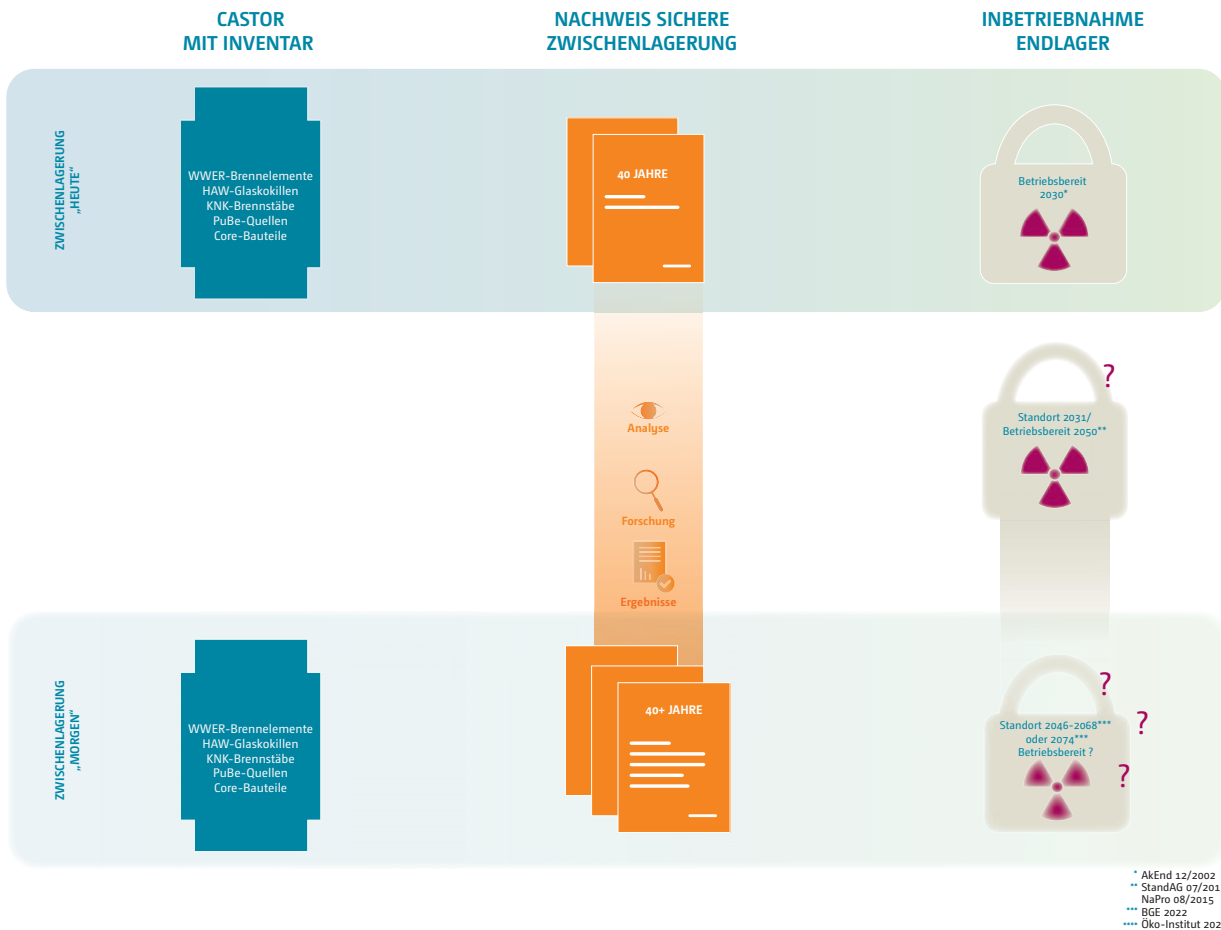 CASTOR
MIT INVENTAR
NACHWEIS SICHERE
ZWISCHENLAGERUNG
INBETRIEBNAHME
ENDLAGER
ZWISCHENLAGERUNG
„HEUTE“
WWER-Brennelemente
HAW-Glaskokillen
KNK-Brennstäbe
PuBe-Quellen
Core-Bauteile
40 JAHRE
Betriebsbereit
2030*
?
Standort 2031/
Betriebsbereit 2050**
Analyse
Forschung
Ergebnisse
ZWISCHENLAGERUNG
„MORGEN“
WWER-Brennelemente
HAW-Glaskokillen
KNK-Brennstäbe
PuBe-Quellen
Core-Bauteile
40+ JAHRE
?
?
?
Standort 2046-2068***
oder 2074***
Betriebsbereit ?
* AkEnd 12/2002
** StandAG 07/201
NaPro 08/2015
*** BGE 2022
**** Öko-Institut 202